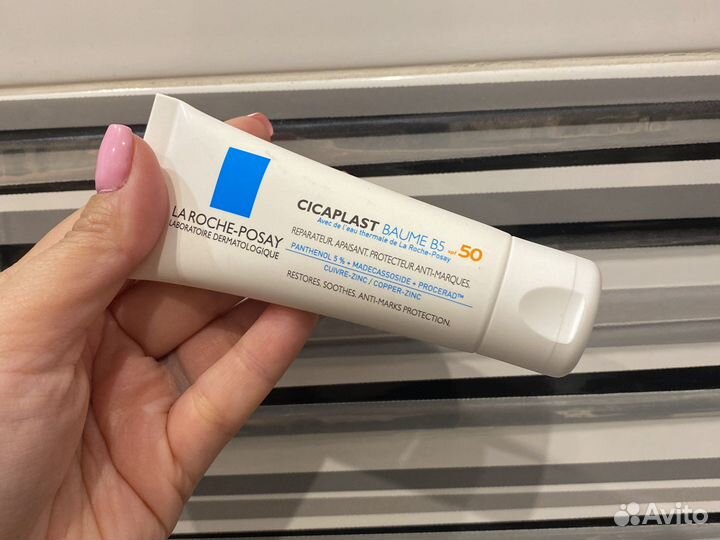 LA ROCHE-POSAY
LABORATOIRE DERMATOLOGIQUE
CICAPLAST BAUME B5 SPF 50
Avec de l'eau thermale de La Roche-Posay
RÉPARATEUR. APAISANT. PROTECTEUR ANTI-MARQUES.
PANTHENOL 5 % + MADECASSOSIDE + PROCERAD™
CUIVRE-ZINC / COPPER-ZINC
RESTORES. SOOTHES. ANTI-MARKS PROTECTION.
Avito